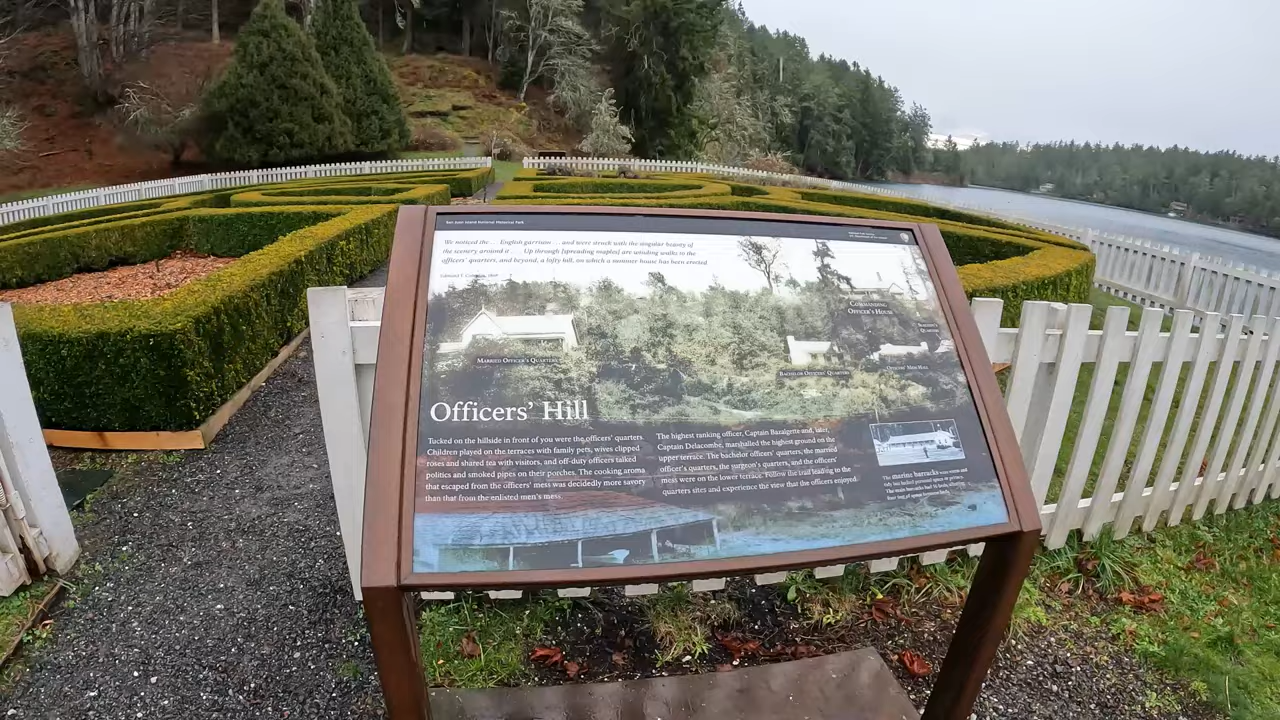 San Juan Island National Historical Park
We noticed the . . . English garrison . . . and were struck with the singular beauty of
the scenery around it . . . Up through [spreading maples] are winding walks to the
officers' quarters, and beyond, a lofty hill, on which a summer house has been erected.
Commanding
Officer's House
Married Officer's Quarters
Bachelor Officers' Quarters
Officers' Mess Hall
Officers' Hill
Tucked on the hillside in front of you were the officers' quarters.
Children played on the terraces with family pets, wives clipped
roses and shared tea with visitors, and off-duty officers talked
politics and smoked pipes on their porches. The cooking aroma
that escaped from the officers' mess was decidedly more savory
than that from the enlisted men's mess.
The highest ranking officer, Captain Bazalgette and, later,
Captain Delacombe, marshalled the highest ground on the
upper terrace. The bachelor officers' quarters, the married
officer's quarters, the surgeon's quarters, and the officers'
mess were on the lower terrace. Follow the trail leading to the
quarters sites and experience the view that the officers enjoyed.
The marine barracks were